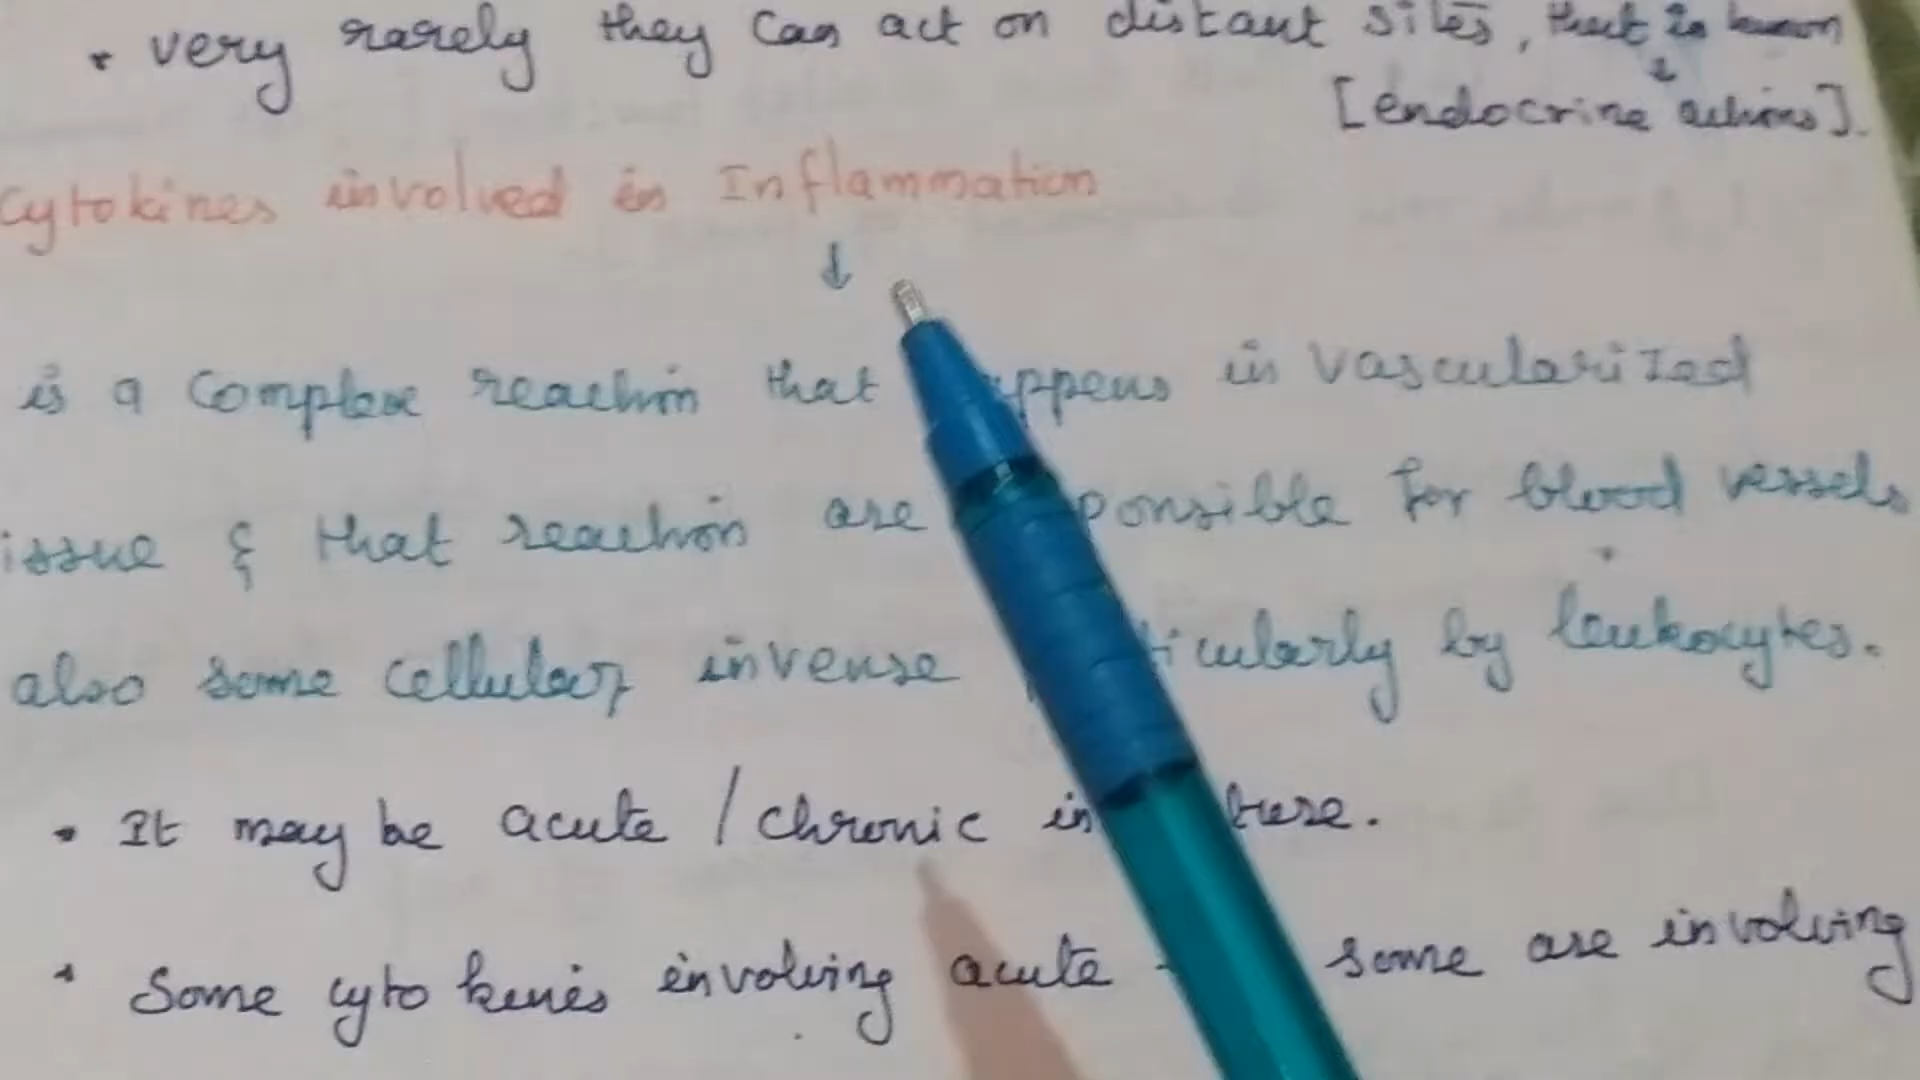 • very rarely they can act on distant sites, that is known
↓
[endocrine actions].
Cytokines involved in Inflammation
↓
is a complex reaction that appens in vascularized
issue & that reaction are ponsible for blood vessels
also some cellular invense ticularly by leukocytes.
• It may be acute / chronic in ture.
• Some cytokines involving acute some are involving